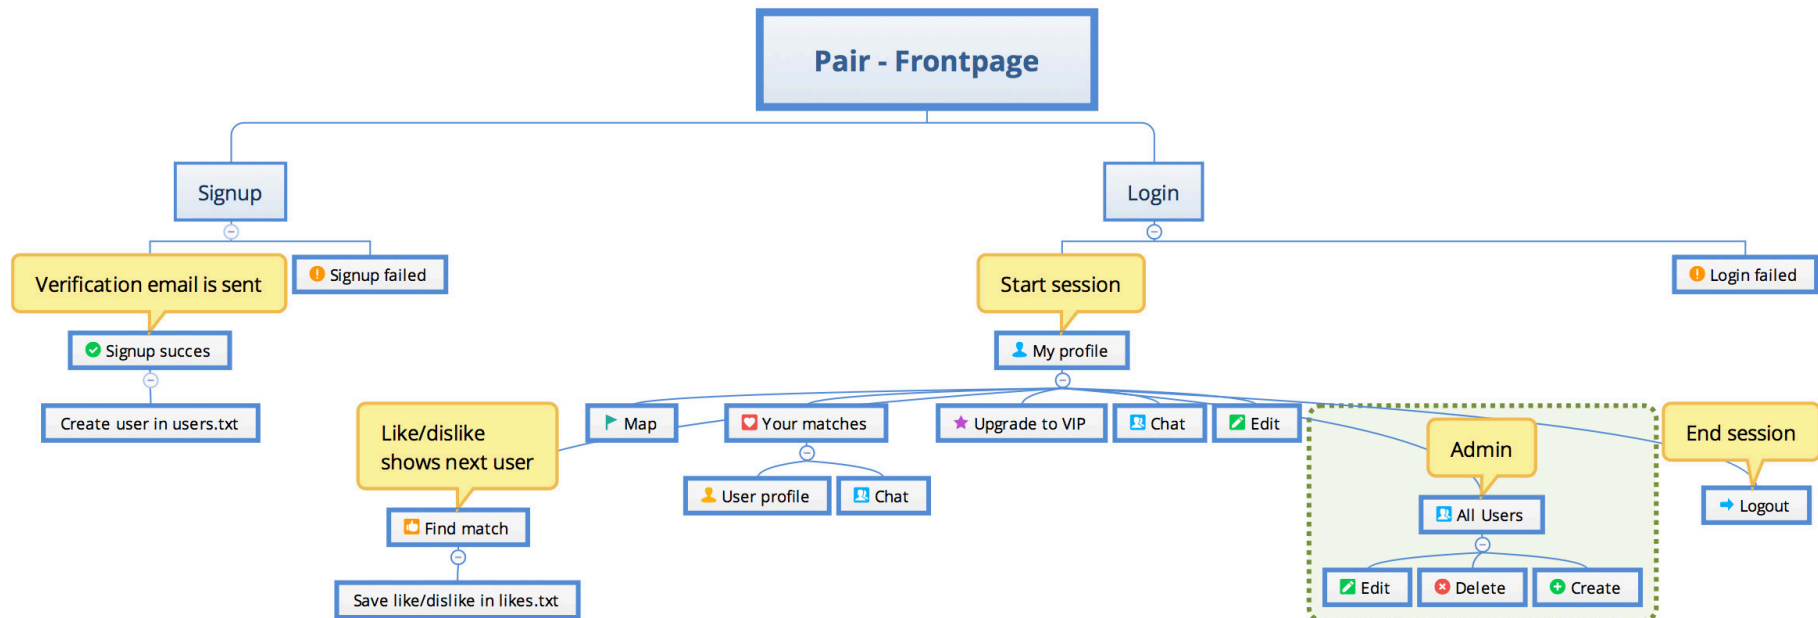 Pair - Frontpage
Signup
Login
Verification email is sent
Signup failed
Start session
Login failed
Signup succes
My profile
Create user in users.txt
Like/dislike
shows next user
Map
Your matches
Upgrade to VIP
Chat
Edit
Admin
End session
User profile
Chat
Find match
All Users
Logout
Save like/dislike in likes.txt
Edit
Delete
Create